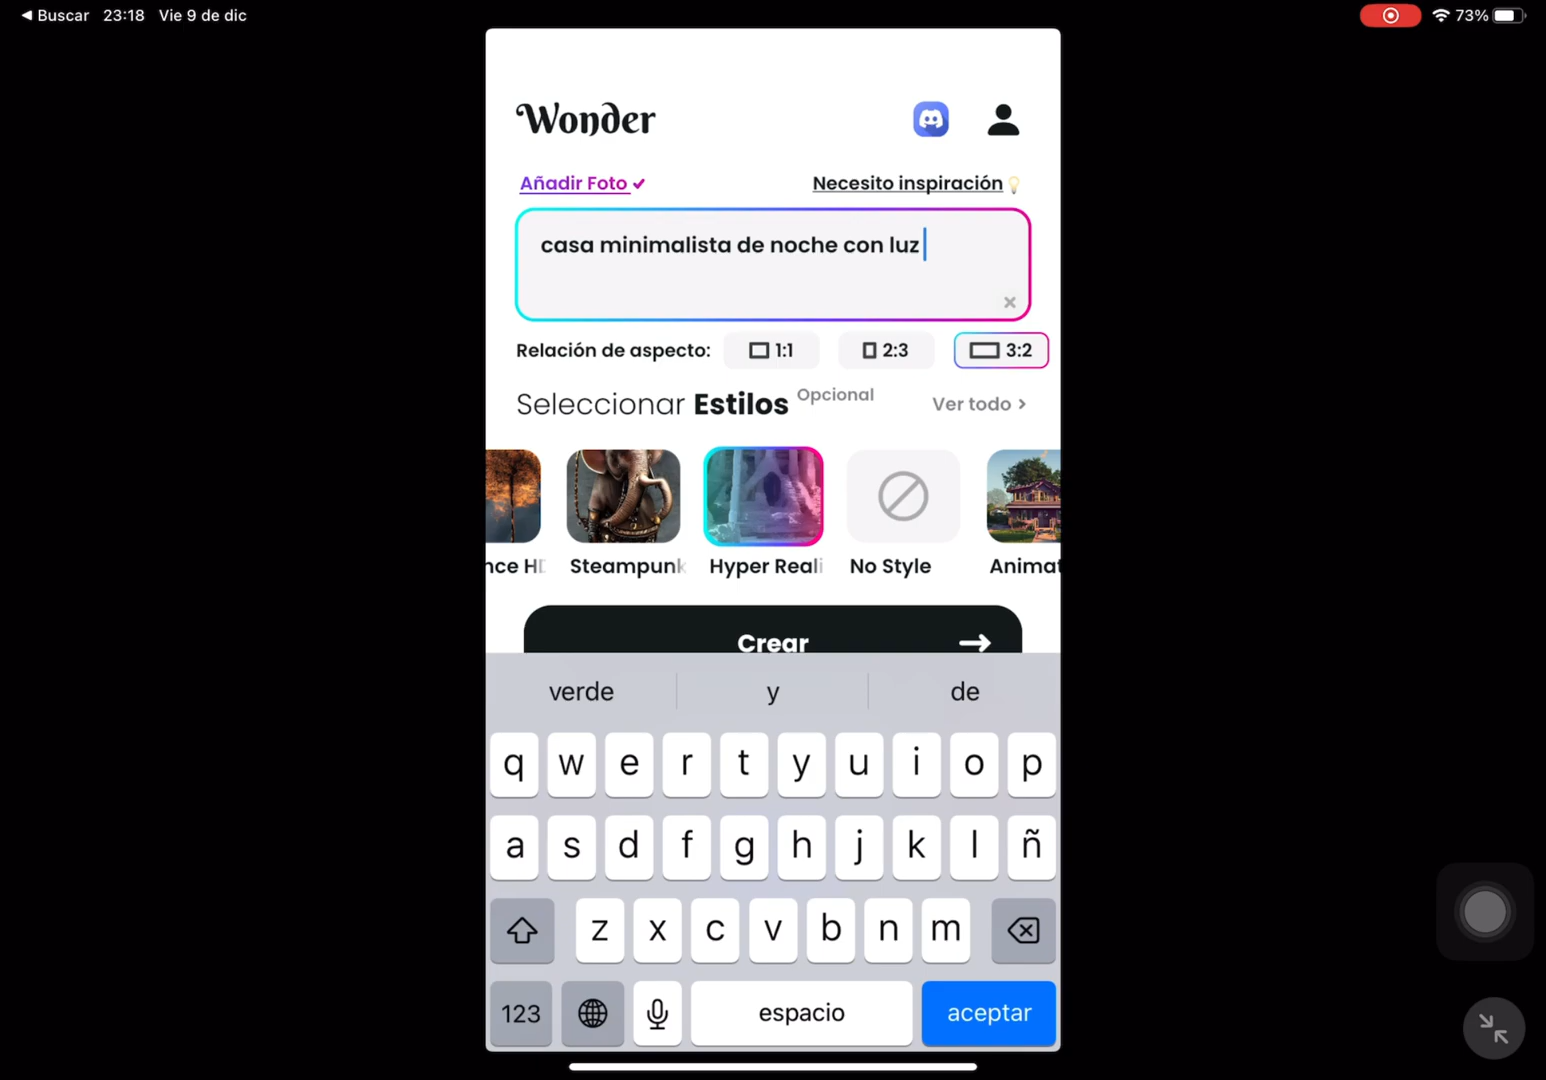 ◀ Buscar 23:18 Vie 9 de dic 73%
Wonder
Añadir Foto Necesito inspiración
casa minimalista de noche con luz
Relación de aspecto: 1:1 2:3 3:2
Seleccionar Estilos Opcional Ver todo >
nce HD Steampunk Hyper Reali No Style Animat
Crear →
verde y de
q w e r t y u i o p
a s d f g h j k l ñ
z x c v b n m
123 espacio aceptar